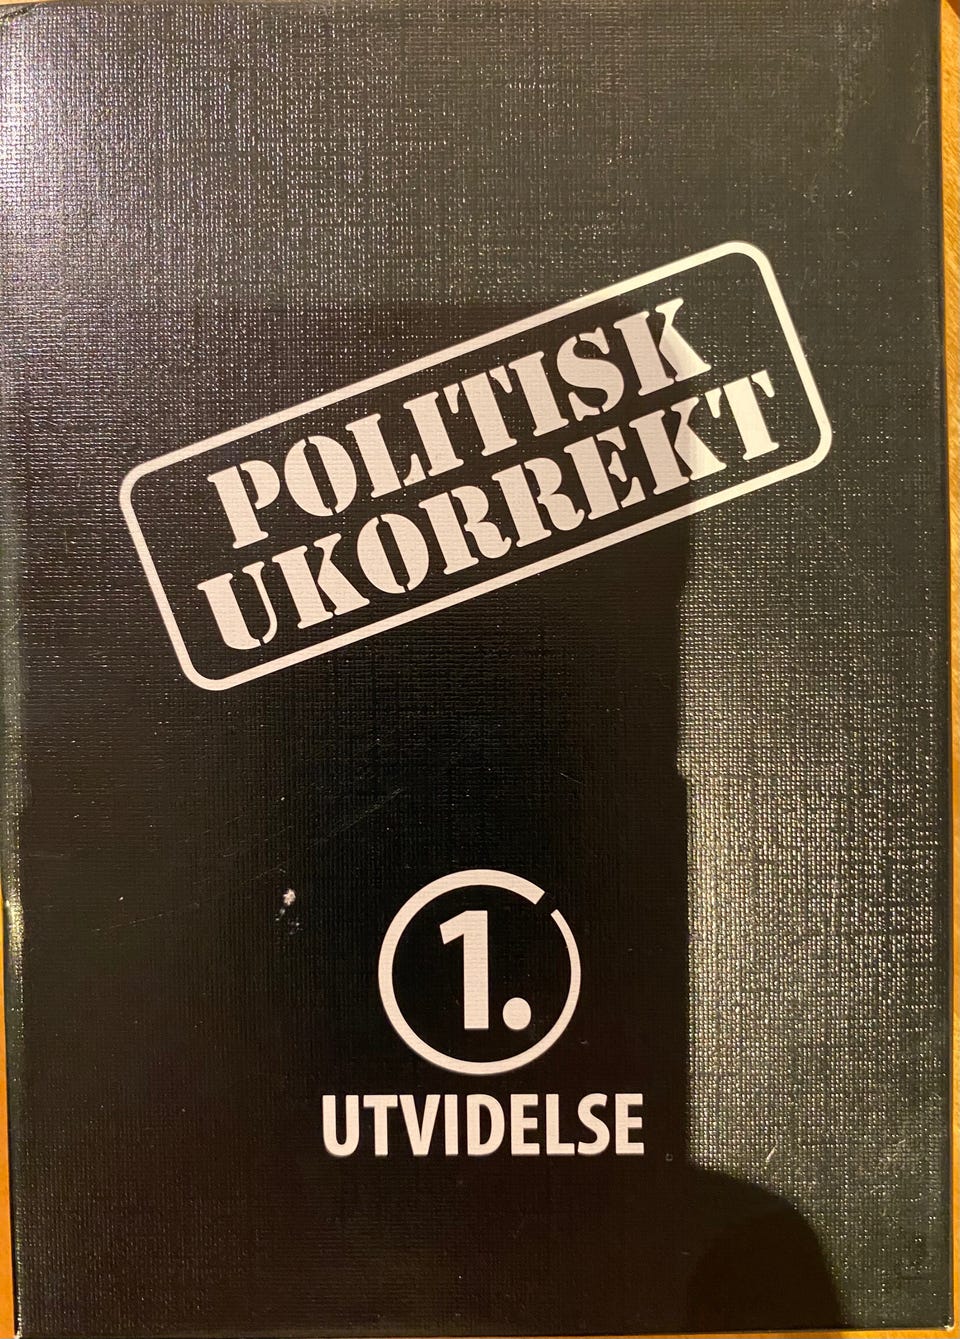 POLITISK
UKORREKT
1.
UTVIDELSE